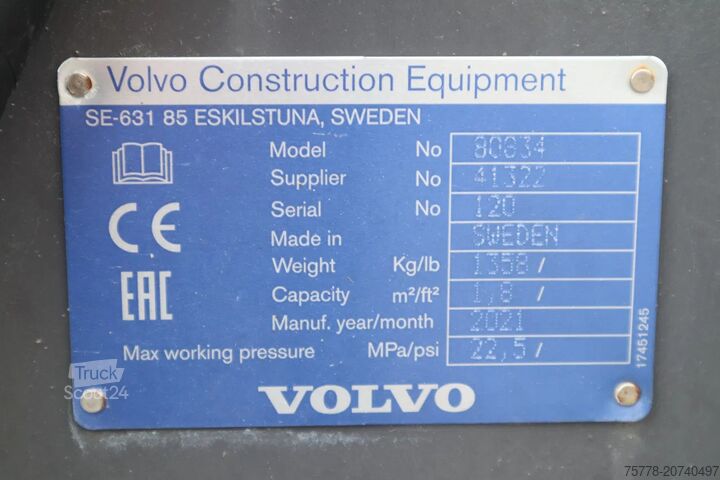 Volvo Construction Equipment
SE-631 85 ESKILSTUNA, SWEDEN
Model No 80834
Supplier No 41322
Serial No 120
Made in SWEDEN
Weight Kg/lb 1358 /
Capacity m²/ft² 1,8 /
Manuf. year/month 2021
Max working pressure MPa/psi 22,5 /
CE
EAC
17451245
VOLVO
Truck
Scout24
75778-20740497